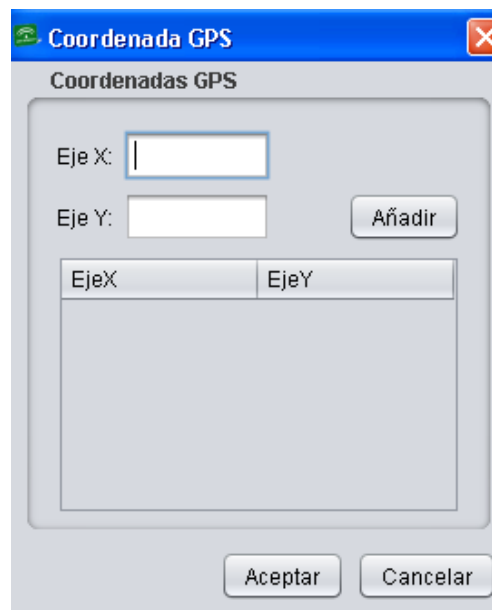 Coordenada GPS
Coordenadas GPS
Eje X:
Eje Y:
Añadir
EjeX EjeY
Aceptar Cancelar